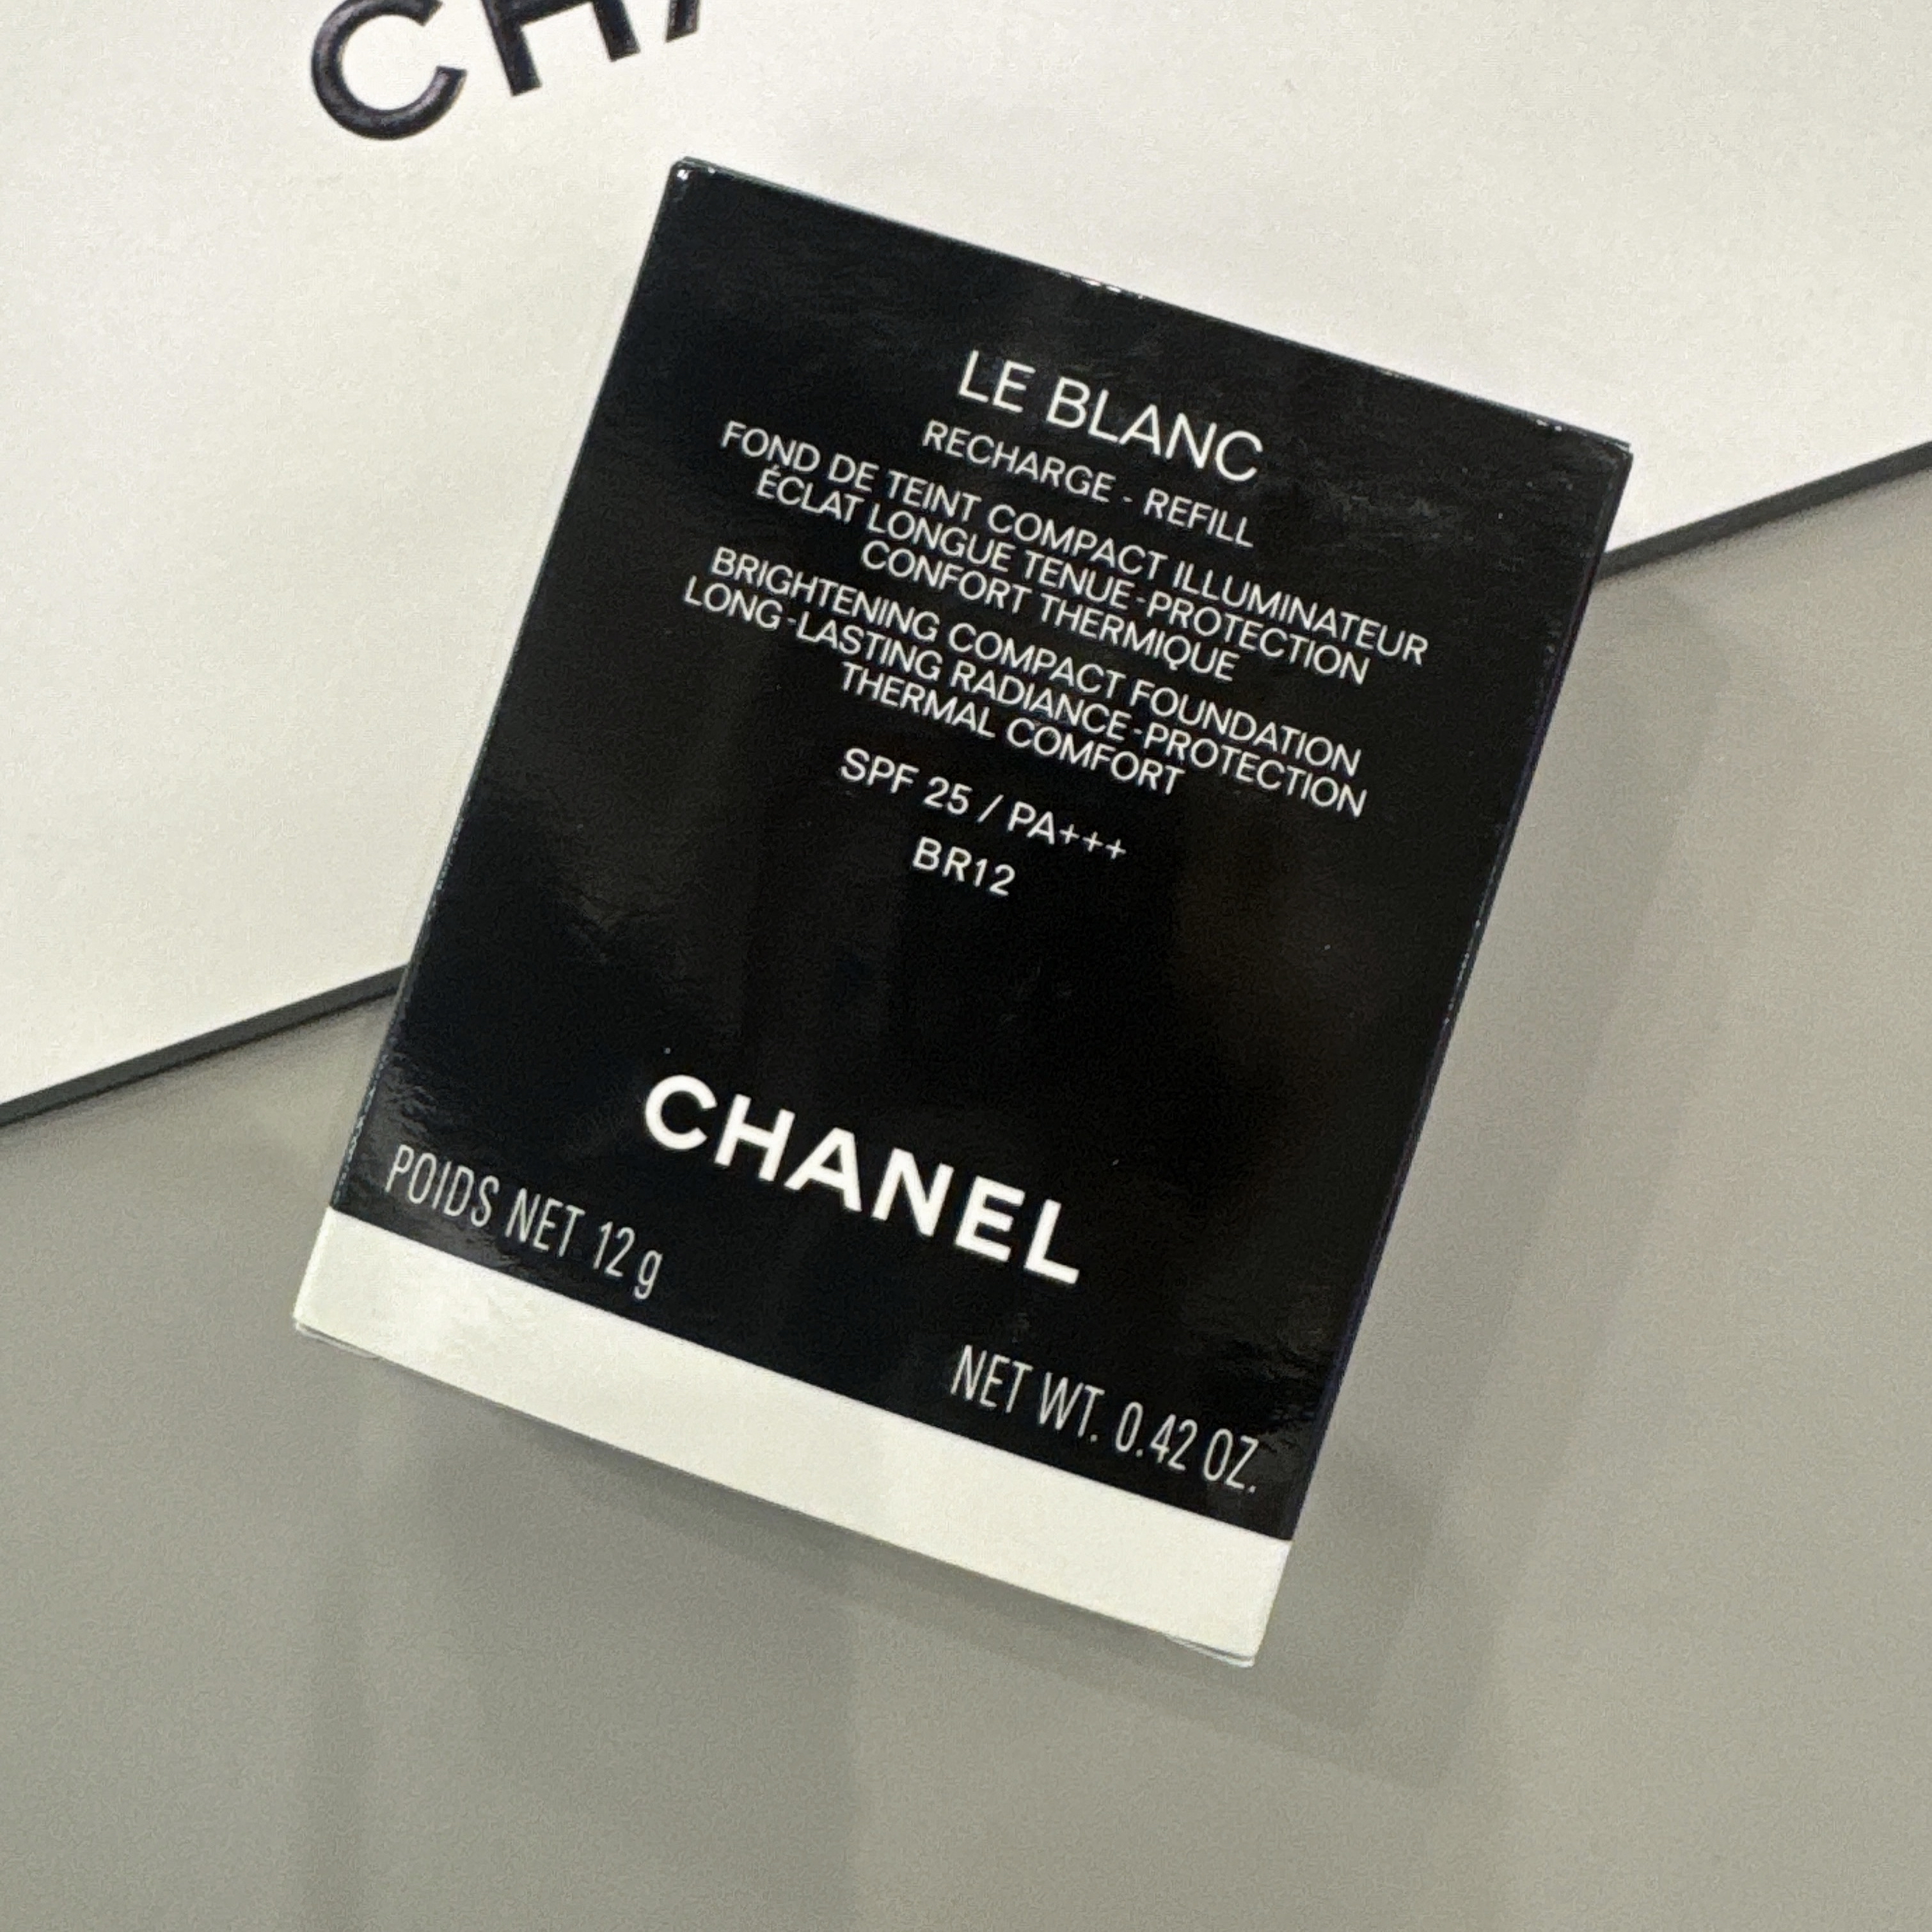 CHA
LE BLANC
RECHARGE - REFILL
FOND DE TEINT COMPACT ILLUMINATEUR
ÉCLAT LONGUE TENUE-PROTECTION
CONFORT THERMIQUE
BRIGHTENING COMPACT FOUNDATION
LONG-LASTING RADIANCE-PROTECTION
THERMAL COMFORT
SPF 25 / PA+++
BR12
CHANEL
POIDS NET 12 g
NET WT. 0.42 OZ.